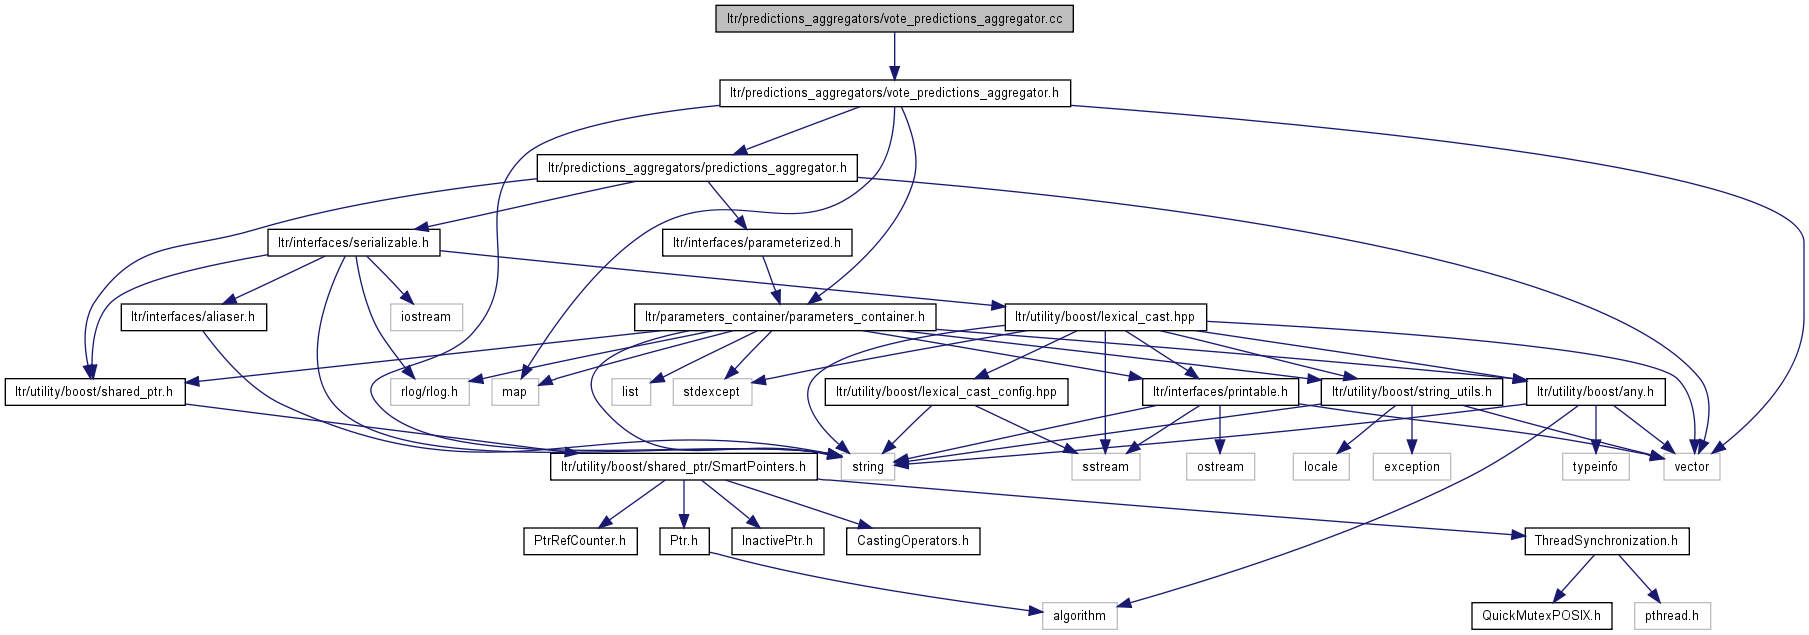 ltr/predictions_aggregators/vote_predictions_aggregator.cc
ltr/predictions_aggregators/vote_predictions_aggregator.h
ltr/predictions_aggregators/predictions_aggregator.h
ltr/interfaces/serializable.h
ltr/interfaces/parameterized.h
ltr/interfaces/aliaser.h
iostream
ltr/parameters_container/parameters_container.h
ltr/utility/boost/lexical_cast.hpp
ltr/utility/boost/shared_ptr.h
rlog/rlog.h
map
list
stdexcept
ltr/utility/boost/lexical_cast_config.hpp
ltr/interfaces/printable.h
ltr/utility/boost/string_utils.h
ltr/utility/boost/any.h
ltr/utility/boost/shared_ptr/SmartPointers.h
string
sstream
ostream
locale
exception
typeinfo
vector
PtrRefCounter.h
Ptr.h
InactivePtr.h
CastingOperators.h
ThreadSynchronization.h
algorithm
QuickMutexPOSIX.h
pthread.h